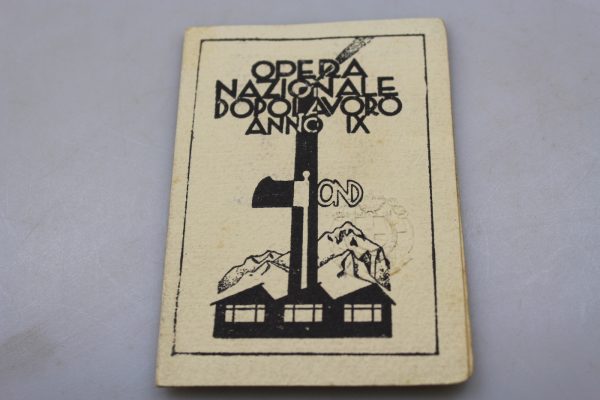 OPERA
NAZIONALE
DOPOLAVORO
ANNO IX
OND